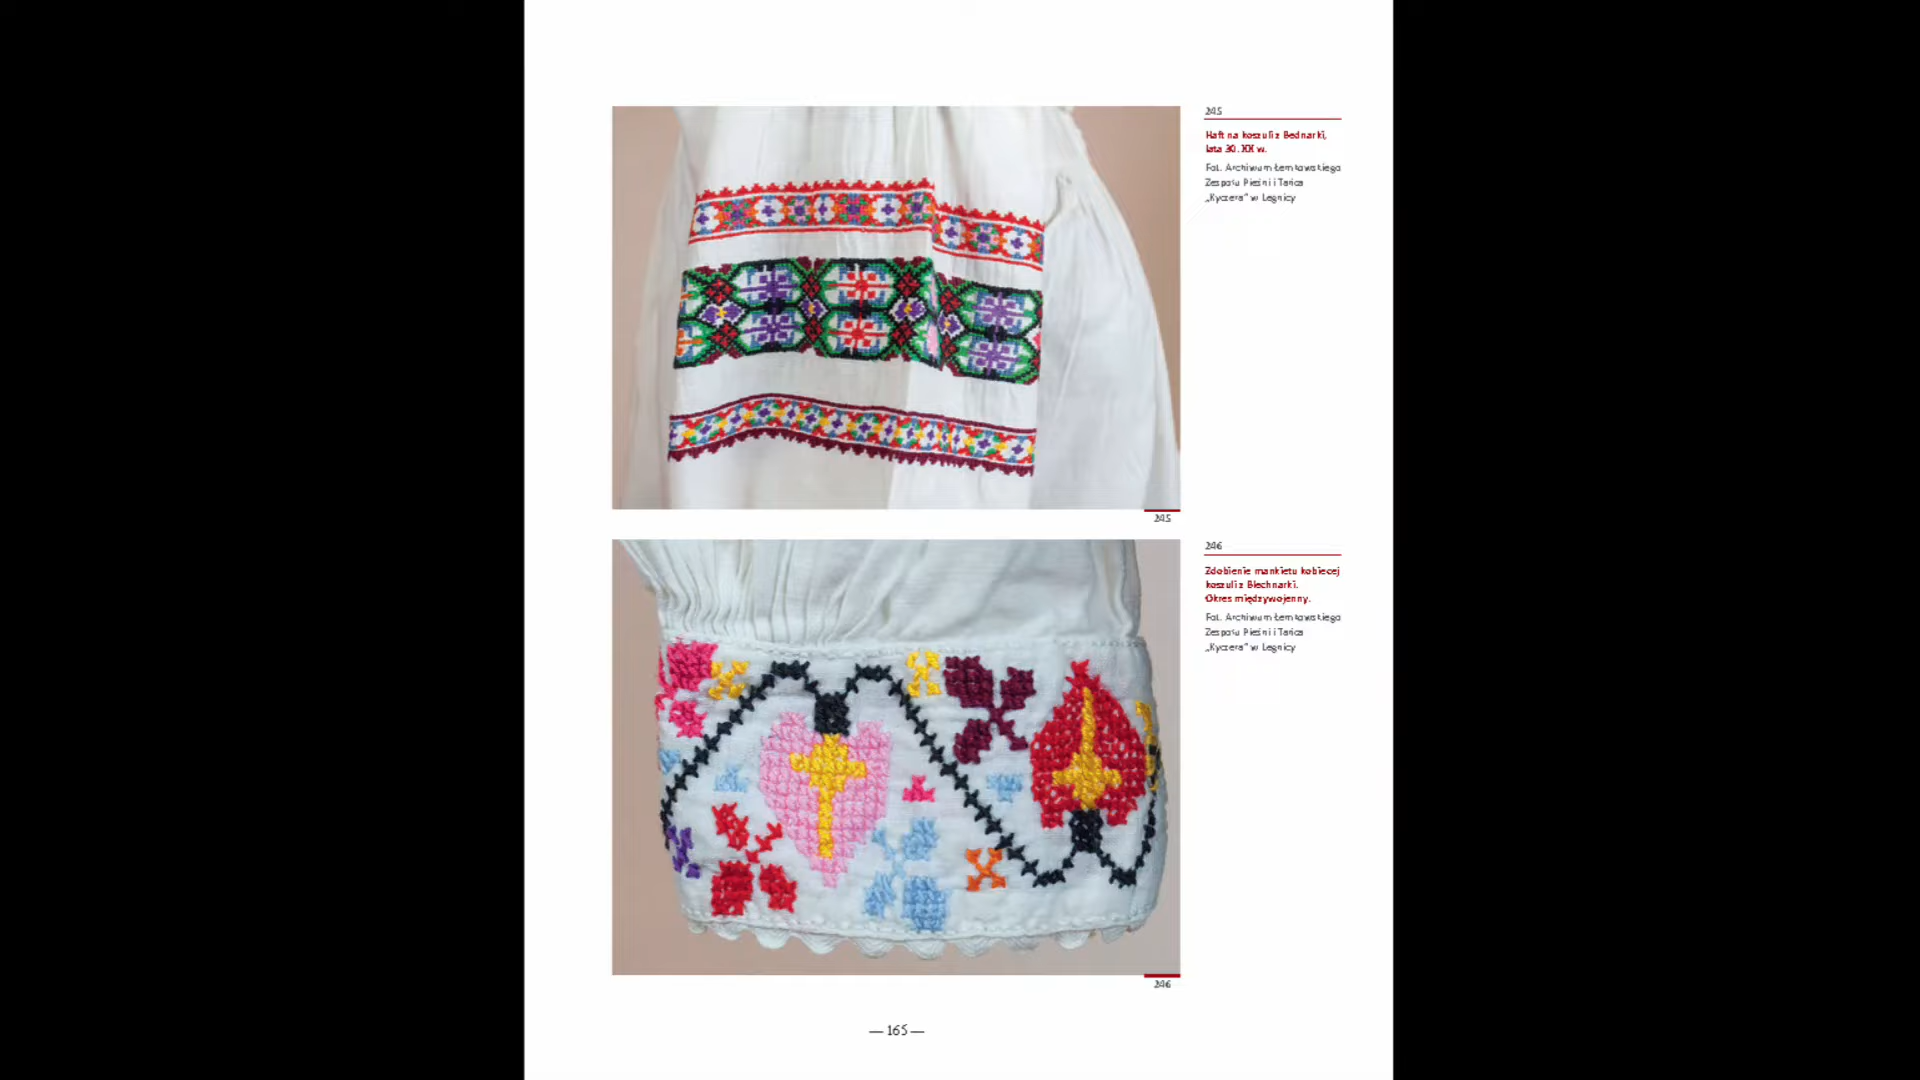 245
Haft na koszuli z Bednarki,
lata 30. XX w.
Fot. Archiwum Łemkowskiego
Zespołu Pieśni i Tańca
„Kyczera” w Legnicy
245
246
Zdobienie mankietu kobiecej
koszuli z Blechnarki.
Okres międzywojenny.
Fot. Archiwum Łemkowskiego
Zespołu Pieśni i Tańca
„Kyczera” w Legnicy
246
— 165 —